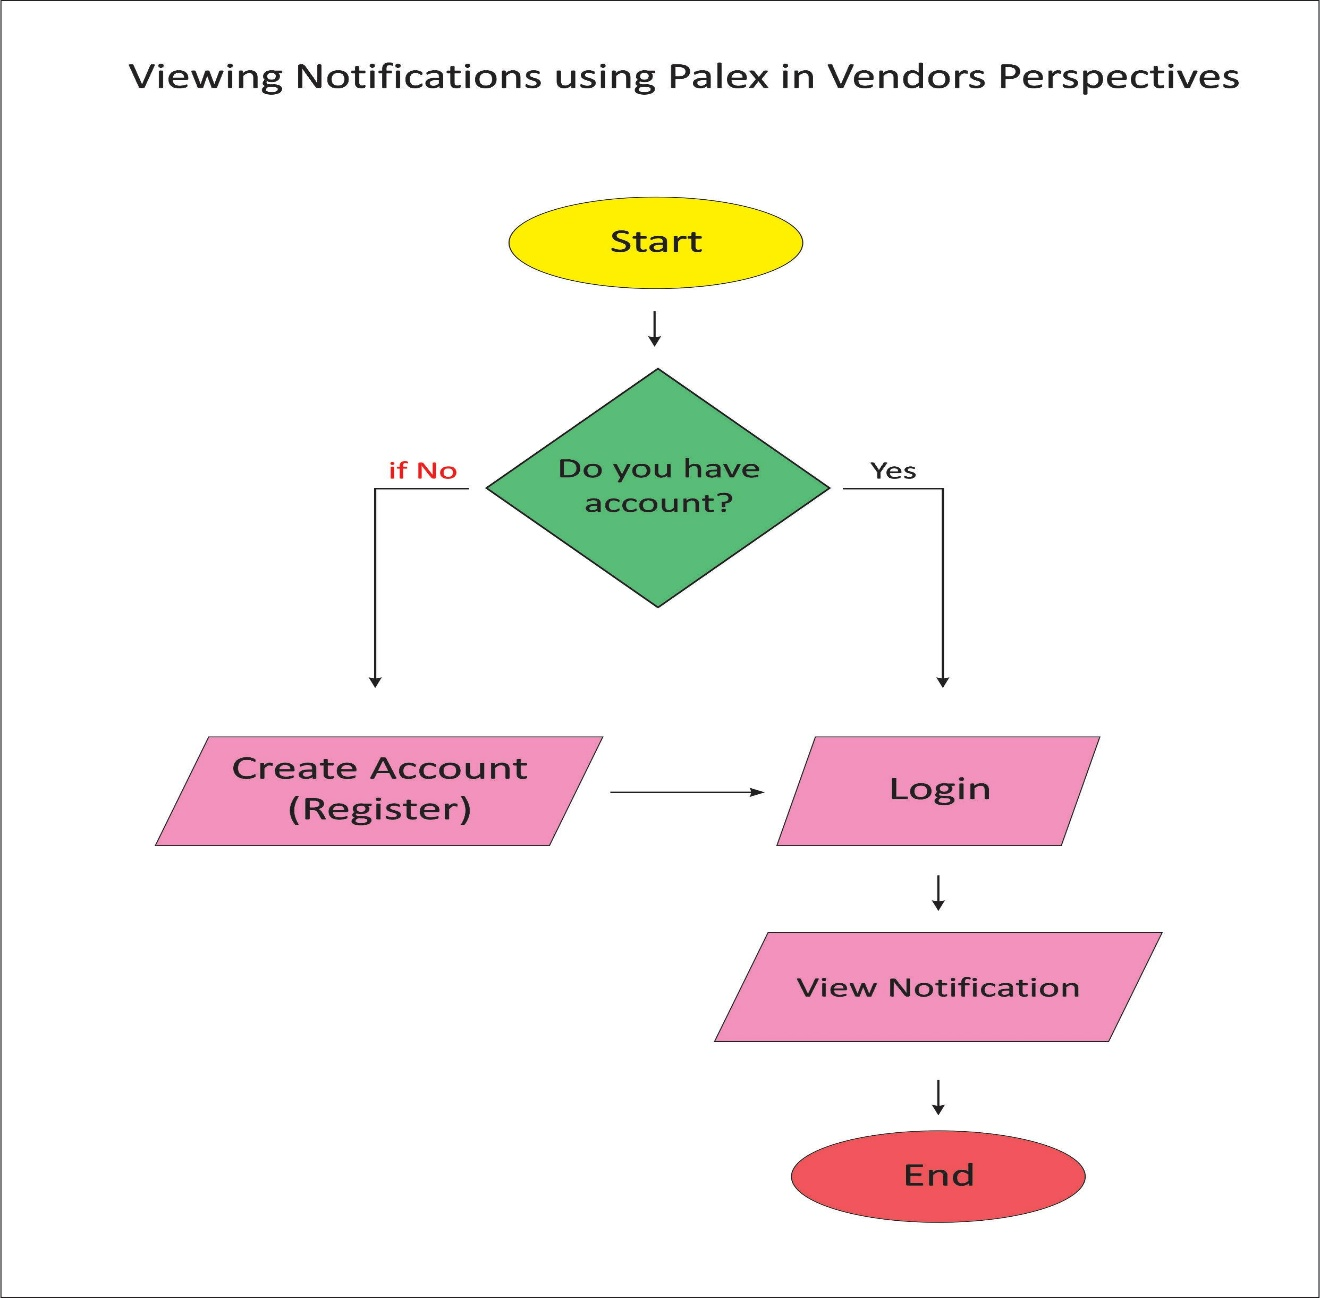 Viewing Notifications using Palex in Vendors Perspectives
Start
Do you have
account?
if No
Yes
Create Account
(Register)
Login
View Notification
End